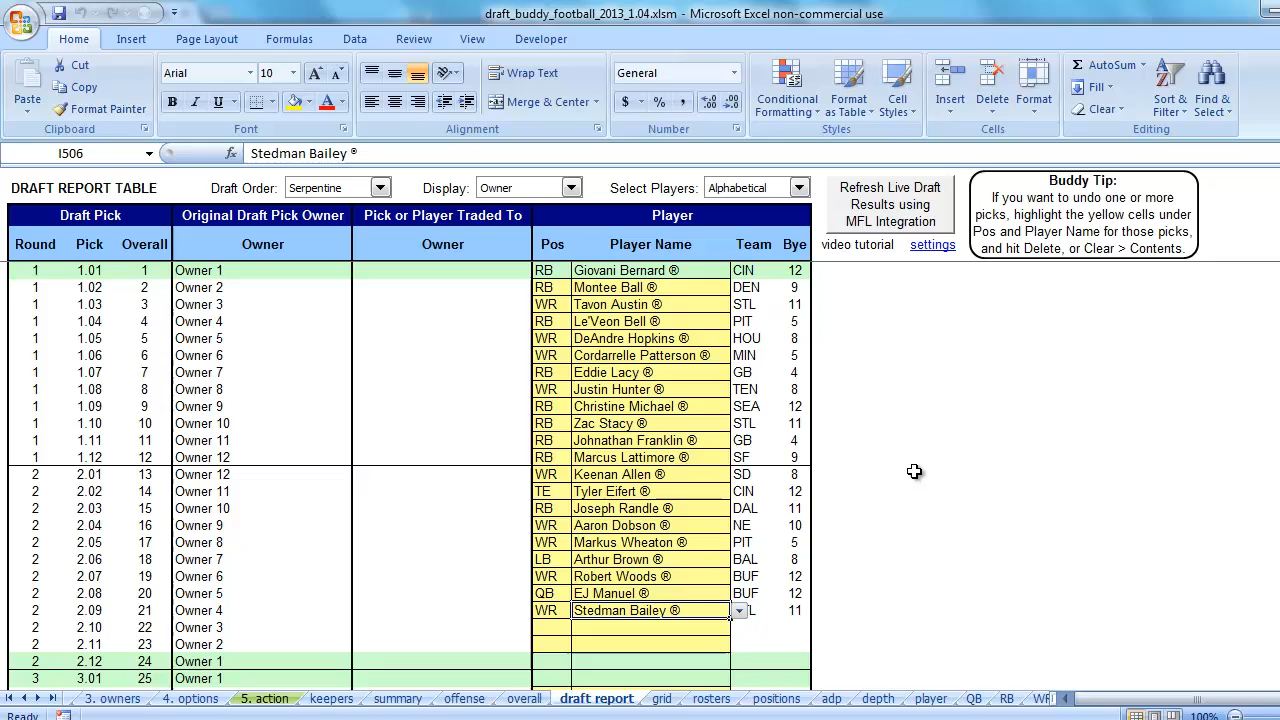 draft_buddy_football_2013_1.04.xlsm - Microsoft Excel non-commercial use
Home Insert Page Layout Formulas Data Review View Developer
Paste Cut Copy Format Painter
Arial 10
B I U A
Wrap Text
Merge & Center
General
$ % ,
Conditional Formatting Format as Table Cell Styles
Insert Delete Format
AutoSum Fill Clear
Sort & Filter Find & Select
Clipboard Font Alignment Number Styles Cells Editing
I506 fx Stedman Bailey ®
DRAFT REPORT TABLE Draft Order: Serpentine Display: Owner Select Players: Alphabetical
Refresh Live Draft
Results using
MFL Integration
video tutorial settings
Buddy Tip:
If you want to undo one or more
picks, highlight the yellow cells under
Pos and Player Name for those picks,
and hit Delete, or Clear > Contents.
Draft Pick Original Draft Pick Owner Pick or Player Traded To Player
Round Pick Overall Owner Owner Pos Player Name Team Bye
1 1.01 1 Owner 1 RB Giovani Bernard ® CIN 12
1 1.02 2 Owner 2 RB Montee Ball ® DEN 9
1 1.03 3 Owner 3 WR Tavon Austin ® STL 11
1 1.04 4 Owner 4 RB Le'Veon Bell ® PIT 5
1 1.05 5 Owner 5 WR DeAndre Hopkins ® HOU 8
1 1.06 6 Owner 6 WR Cordarrelle Patterson ® MIN 5
1 1.07 7 Owner 7 RB Eddie Lacy ® GB 4
1 1.08 8 Owner 8 WR Justin Hunter ® TEN 8
1 1.09 9 Owner 9 RB Christine Michael ® SEA 12
1 1.10 10 Owner 10 RB Zac Stacy ® STL 11
1 1.11 11 Owner 11 RB Johnathan Franklin ® GB 4
1 1.12 12 Owner 12 RB Marcus Lattimore ® SF 9
2 2.01 13 Owner 12 WR Keenan Allen ® SD 8
2 2.02 14 Owner 11 TE Tyler Eifert ® CIN 12
2 2.03 15 Owner 10 RB Joseph Randle ® DAL 11
2 2.04 16 Owner 9 WR Aaron Dobson ® NE 10
2 2.05 17 Owner 8 WR Markus Wheaton ® PIT 5
2 2.06 18 Owner 7 LB Arthur Brown ® BAL 8
2 2.07 19 Owner 6 WR Robert Woods ® BUF 12
2 2.08 20 Owner 5 QB EJ Manuel ® BUF 12
2 2.09 21 Owner 4 WR Stedman Bailey ® L 11
2 2.10 22 Owner 3
2 2.11 23 Owner 2
2 2.12 24 Owner 1
3 3.01 25 Owner 1
3. owners 4. options 5. action keepers summary offense overall draft report grid rosters positions adp depth player QB RB WR
Ready 100%